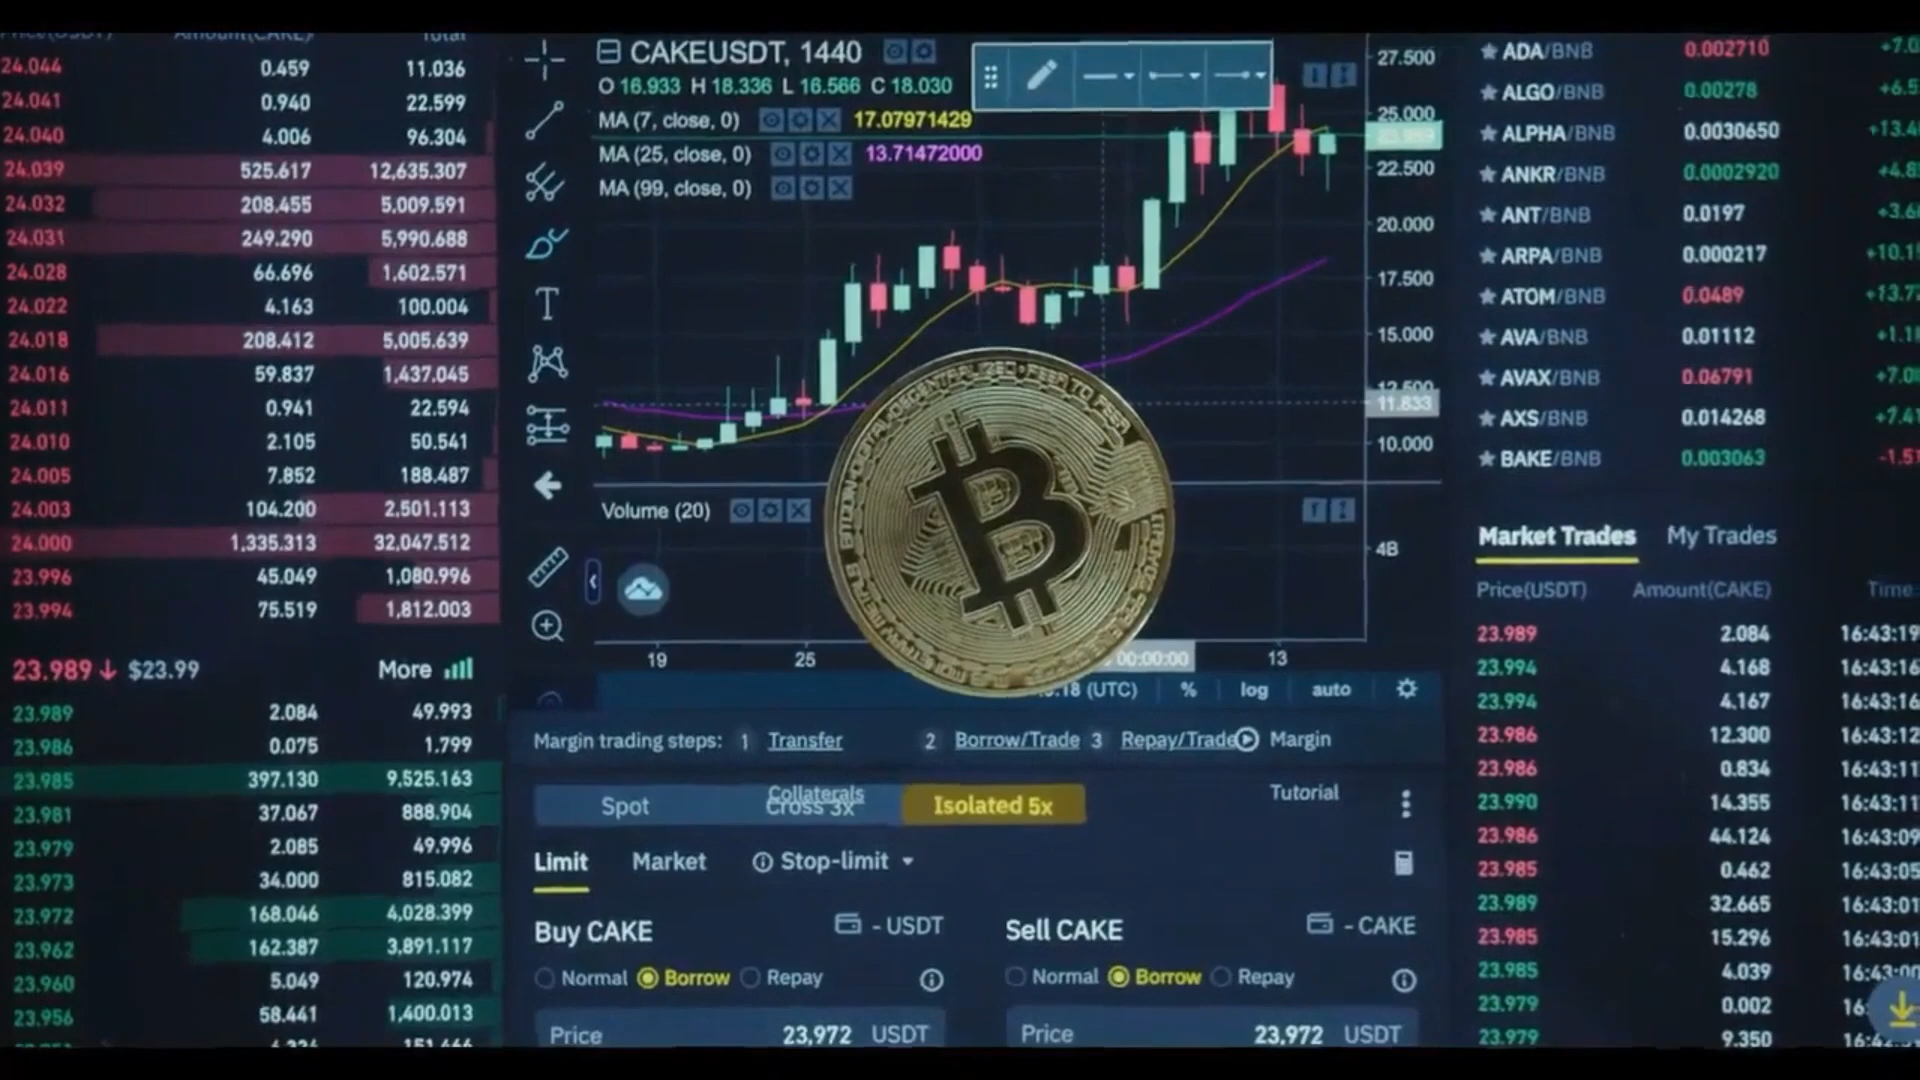 Price(USDT) Amount(CAKE) Total
24.044 0.459 11.036
24.041 0.940 22.599
24.040 4.006 96.304
24.039 525.617 12,635.307
24.032 208.455 5,009.591
24.031 249.290 5,990.688
24.028 66.696 1,602.571
24.022 4.163 100.004
24.018 208.412 5,005.639
24.016 59.837 1,437.045
24.011 0.941 22.594
24.010 2.105 50.541
24.005 7.852 188.487
24.003 104.200 2,501.113
24.000 1,335.313 32,047.512
23.996 45.049 1,080.996
23.994 75.519 1,812.003
23.989↓ $23.99 More
23.989 2.084 49.993
23.986 0.075 1.799
23.985 397.130 9,525.163
23.981 37.067 888.904
23.979 2.085 49.996
23.973 34.000 815.082
23.972 168.046 4,028.399
23.962 162.387 3,891.117
23.960 5.049 120.974
23.956 58.441 1,400.013
CAKEUSDT, 1440
O 16.933 H 18.336 L 16.566 C 18.030
MA (7, close, 0) 17.07971429
MA (25, close, 0) 13.71472000
MA (99, close, 0)
27.500
25.000
22.500
20.000
17.500
15.000
12.500
11.833
10.000
Volume (20)
4B
19 25 00:00:00 13
(UTC) % log auto
DECENTRALIZED PEER TO PEER
B
Margin trading steps: 1 Transfer 2 Borrow/Trade 3 Repay/Trade Margin
Collaterals Tutorial
Spot Cross 3x Isolated 5x
Limit Market Stop-limit
Buy CAKE - USDT
Normal Borrow Repay
Price 23,972 USDT
Sell CAKE - CAKE
Normal Borrow Repay
Price 23,972 USDT
ADA/BNB 0.002710
ALGO/BNB 0.00278
ALPHA/BNB 0.0030650
ANKR/BNB 0.0002920
ANT/BNB 0.0197
ARPA/BNB 0.000217
ATOM/BNB 0.0489
AVA/BNB 0.01112
AVAX/BNB 0.06791
AXS/BNB 0.014268
BAKE/BNB 0.003063
Market Trades My Trades
Price(USDT) Amount(CAKE) Time
23.989 2.084 16:43:19
23.994 4.168 16:43:16
23.994 4.167 16:43:16
23.986 12.300 16:43:12
23.986 0.834 16:43:11
23.990 14.355 16:43:11
23.986 44.124 16:43:09
23.985 0.462 16:43:05
23.989 32.665 16:43:01
23.985 15.296 16:43:01
23.985 4.039 16:43:00
23.979 0.002
23.979 9.350